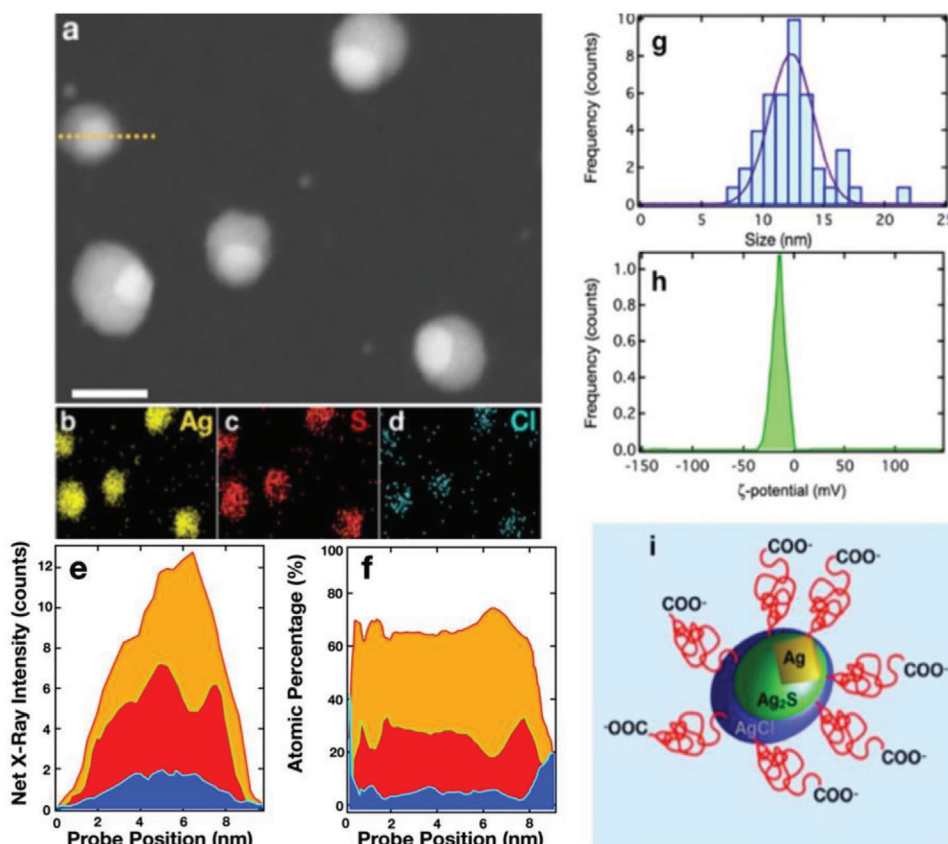 a
b
Ag
c
S
d
Cl
e
Net X-Ray Intensity (counts)
12
10
8
6
4
2
0
0
2
4
6
8
Probe Position (nm)
f
Atomic Percentage (%)
100
80
60
40
20
0
0
2
4
6
8
Probe Position (nm)
g
Frequency (counts)
10
8
6
4
2
0
0
5
10
15
20
25
Size (nm)
h
Frequency (counts)
1.0
0.8
0.6
0.4
0.2
0.0
-150
-100
-50
0
50
100
ζ-potential (mV)
i
COO-
COO-
COO-
COO-
Ag
COO-
Ag2S
AgCl
-OOC
COO-
COO-